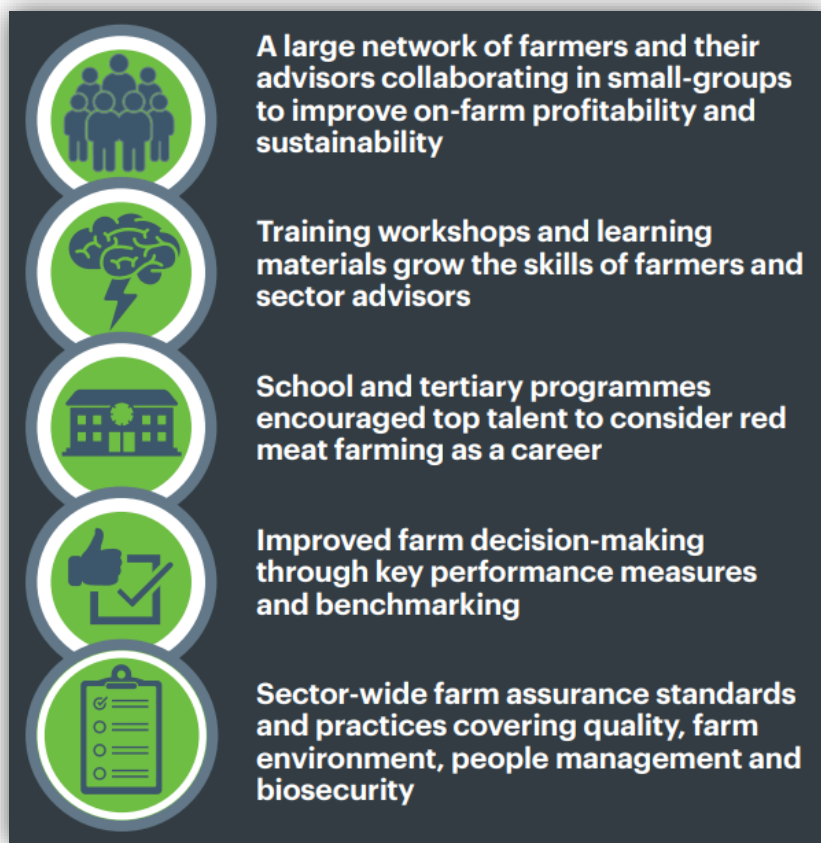 A large network of farmers and their
advisors collaborating in small-groups
to improve on-farm profitability and
sustainability
Training workshops and learning
materials grow the skills of farmers and
sector advisors
School and tertiary programmes
encouraged top talent to consider red
meat farming as a career
Improved farm decision-making
through key performance measures
and benchmarking
Sector-wide farm assurance standards
and practices covering quality, farm
environment, people management and
biosecurity